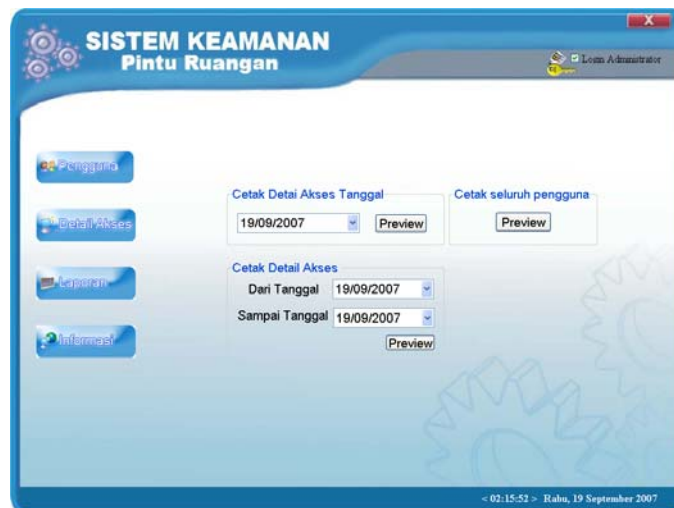 X
SISTEM KEAMANAN
Pintu Ruangan
Login Administrator
Pengguna
Detail Akses
Laporan
Informasi
Cetak Detai Akses Tanggal
19/09/2007
Preview
Cetak seluruh pengguna
Preview
Cetak Detail Akses
Dari Tanggal 19/09/2007
Sampai Tanggal 19/09/2007
Preview
< 02:15:52 > Rabu, 19 September 2007